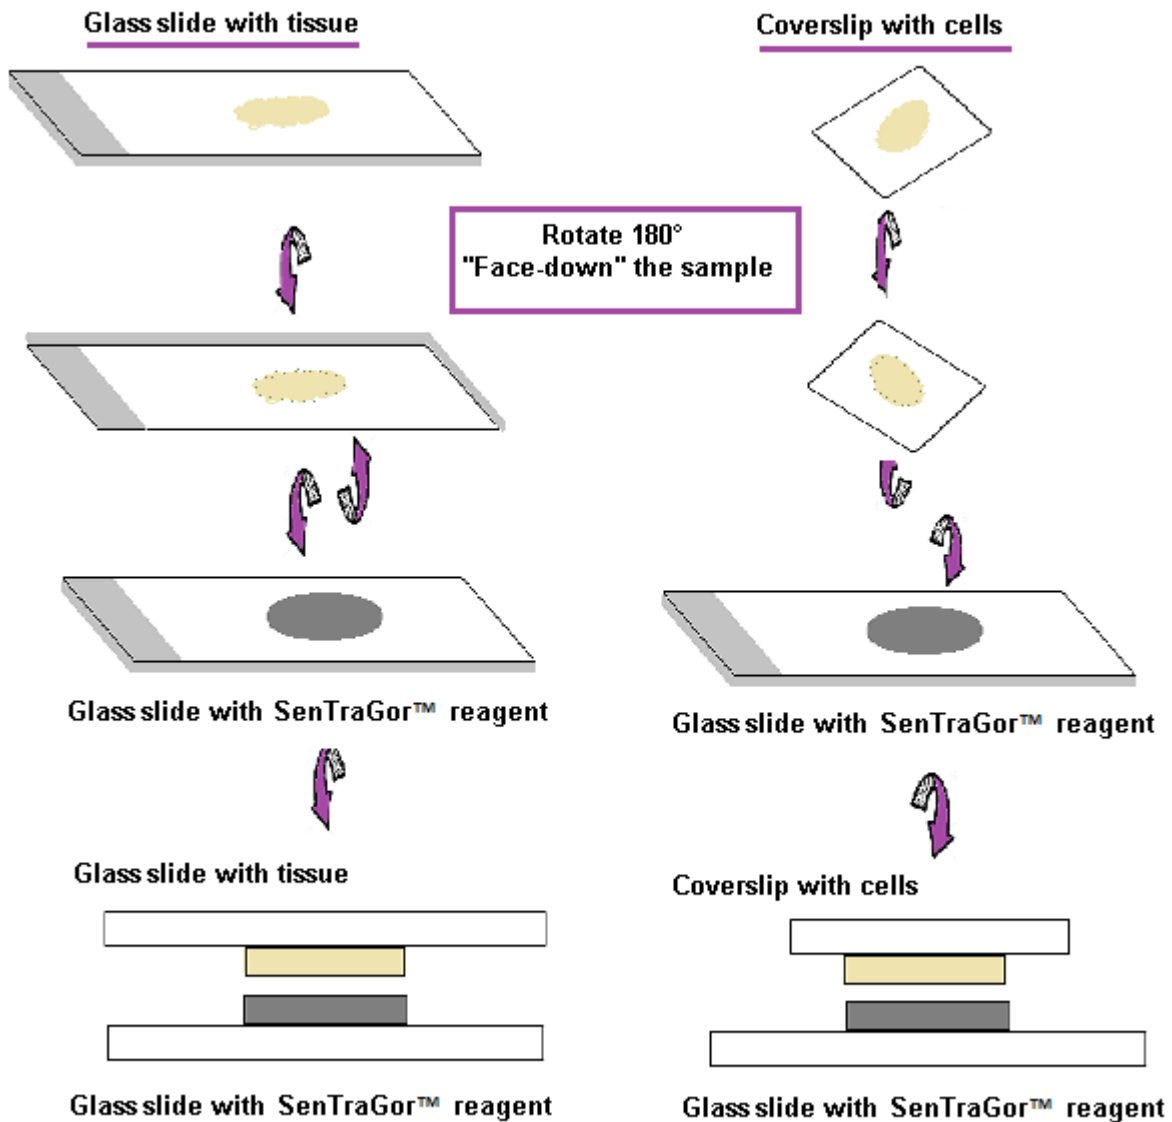 Glass slide with tissue
Coverslip with cells
Rotate 180°
"Face-down" the sample
Glass slide with SenTraGor™ reagent
Glass slide with SenTraGor™ reagent
Glass slide with tissue
Coverslip with cells
Glass slide with SenTraGor™ reagent
Glass slide with SenTraGor™ reagent